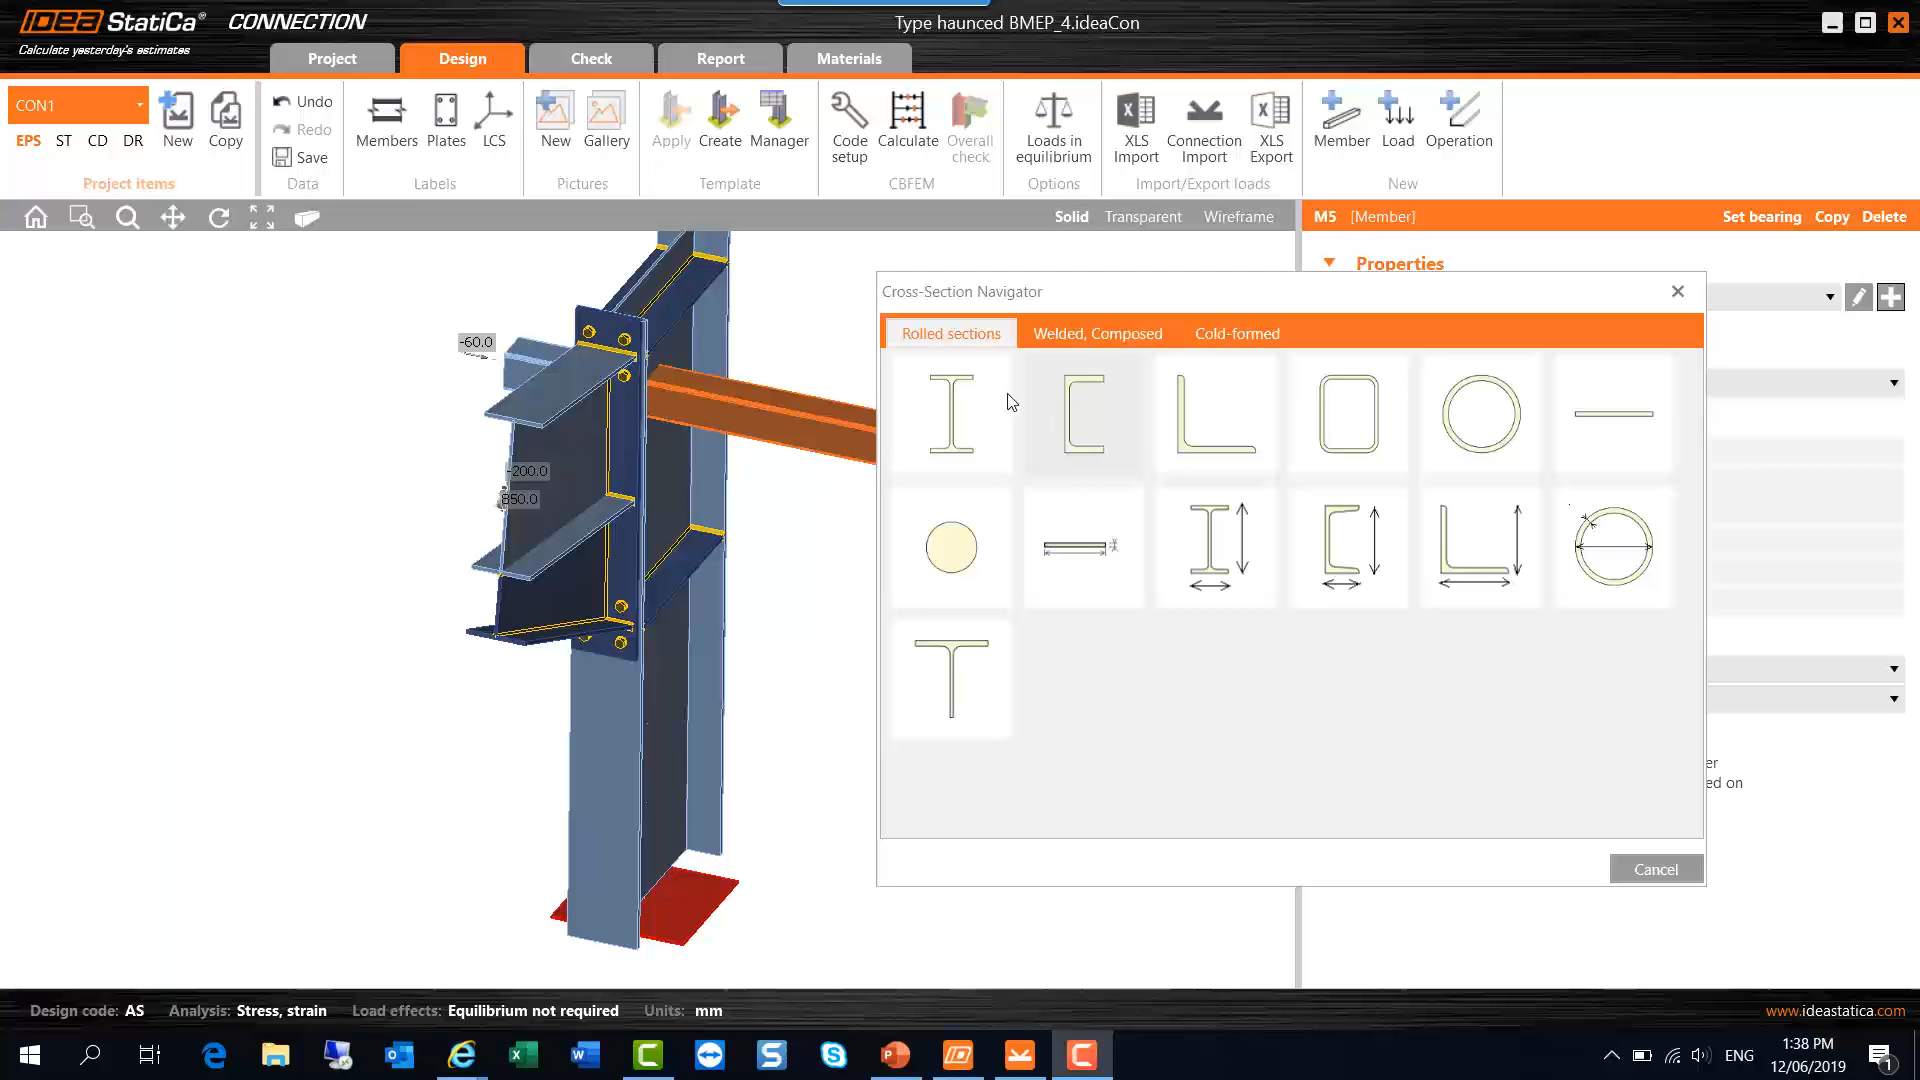 IDEA StatiCa® CONNECTION
Calculate yesterday's estimates
Type haunced BMEP_4.ideaCon
Project
Design
Check
Report
Materials
CON1
EPS ST CD DR
New
Copy
Project items
Undo
Redo
Save
Data
Members
Plates
LCS
Labels
New
Gallery
Pictures
Apply
Create
Manager
Template
Code setup
Calculate
Overall check
CBFEM
Loads in equilibrium
Options
XLS Import
Connection Import
XLS Export
Import/Export loads
Member
Load
Operation
New
Solid
Transparent
Wireframe
M5 [Member]
Set bearing
Copy
Delete
Properties
Cross-Section Navigator
Rolled sections
Welded, Composed
Cold-formed
-60.0
-200.0
850.0
er
ed on
Cancel
Design code: AS
Analysis: Stress, strain
Load effects: Equilibrium not required
Units: mm
www.ideastatica.com
ENG
1:38 PM
12/06/2019
1